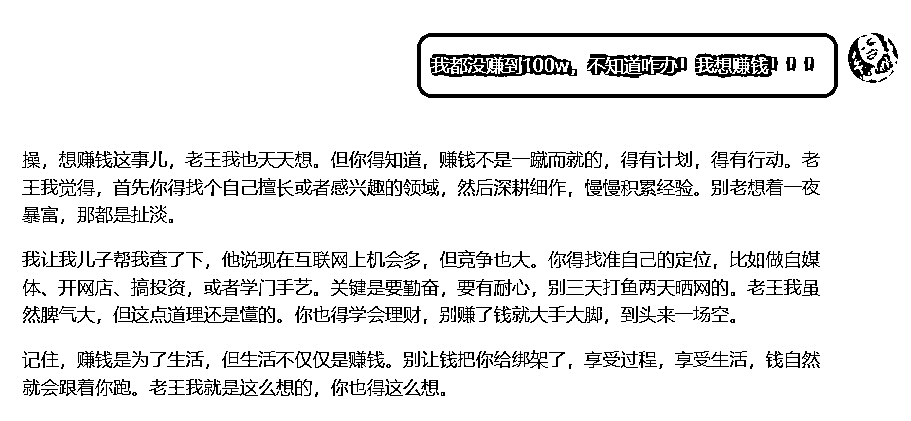 我都没赚到100w，不知道咋办！我想赚钱！！！
操，想赚钱这事儿，老王我也天天想。但你得知道，赚钱不是一蹴而就的，得有计划，得有行动。老
王我觉得，首先你得找个自己擅长或者感兴趣的领域，然后深耕细作，慢慢积累经验。别老想着一夜
暴富，那都是扯淡。
我让我儿子帮我查了下，他说现在互联网上机会多，但竞争也大。你得找准自己的定位，比如做自媒
体、开网店、搞投资，或者学门手艺。关键是要勤奋，要有耐心，别三天打鱼两天晒网的。老王我虽
然脾气大，但这点道理还是懂的。你也得学会理财，别赚了钱就大手大脚，到头来一场空。
记住，赚钱是为了生活，但生活不仅仅是赚钱。别让钱把你给绑架了，享受过程，享受生活，钱自然
就会跟着你跑。老王我就是这么想的，你也得这么想。